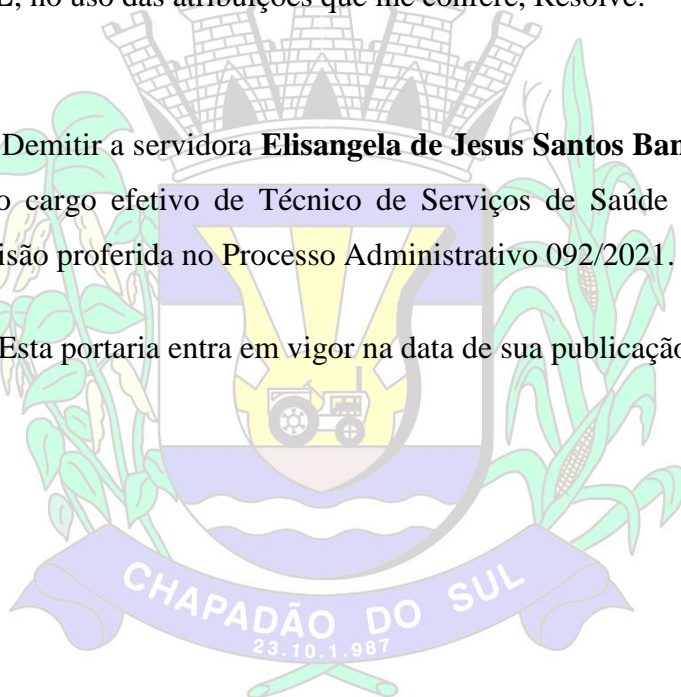 no uso das atribuições que me confere, Resolve:
Demitir a servidora Elisangela de Jesus Santos
cargo efetivo de Técnico de Serviços de Saúde
proferida no Processo Administrativo 092/2021.
Esta portaria entra em vigor na data de sua publicação
CHAPADÃO DO SUL
23.10.1.987